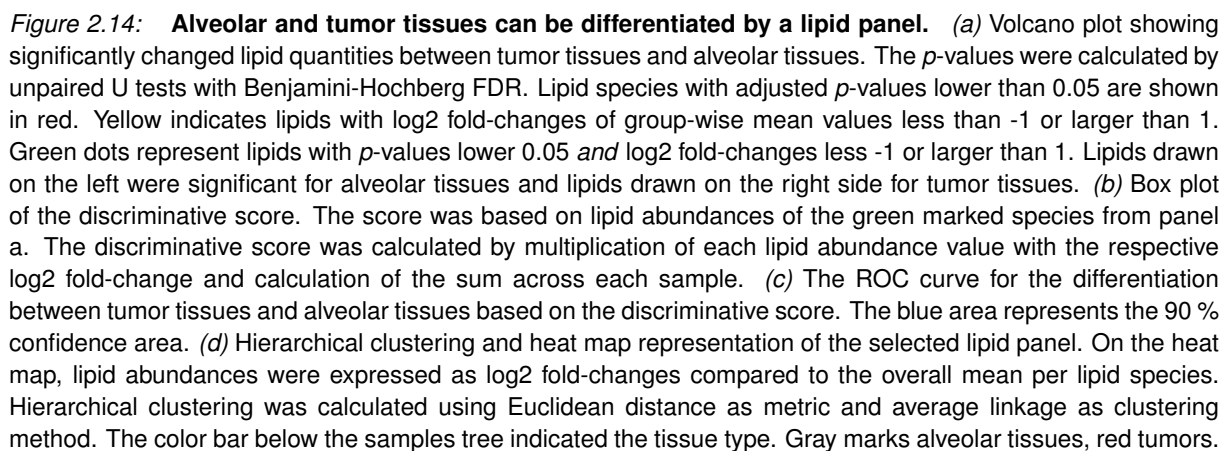 Figure 2.14: Alveolar and tumor tissues can be differentiated by a lipid panel. (a) Volcano plot showing
significantly changed lipid quantities between tumor tissues and alveolar tissues. The p-values were calculated by
unpaired U tests with Benjamini-Hochberg FDR. Lipid species with adjusted p-values lower than 0.05 are shown
in red. Yellow indicates lipids with log2 fold-changes of group-wise mean values less than -1 or larger than 1.
Green dots represent lipids with p-values lower 0.05 and log2 fold-changes less -1 or larger than 1. Lipids drawn
on the left were significant for alveolar tissues and lipids drawn on the right side for tumor tissues. (b) Box plot
of the discriminative score. The score was based on lipid abundances of the green marked species from panel
a. The discriminative score was calculated by multiplication of each lipid abundance value with the respective
log2 fold-change and calculation of the sum across each sample. (c) The ROC curve for the differentiation
between tumor tissues and alveolar tissues based on the discriminative score. The blue area represents the 90 %
confidence area. (d) Hierarchical clustering and heat map representation of the selected lipid panel. On the heat
map, lipid abundances were expressed as log2 fold-changes compared to the overall mean per lipid species.
Hierarchical clustering was calculated using Euclidean distance as metric and average linkage as clustering
method. The color bar below the samples tree indicated the tissue type. Gray marks alveolar tissues, red tumors.